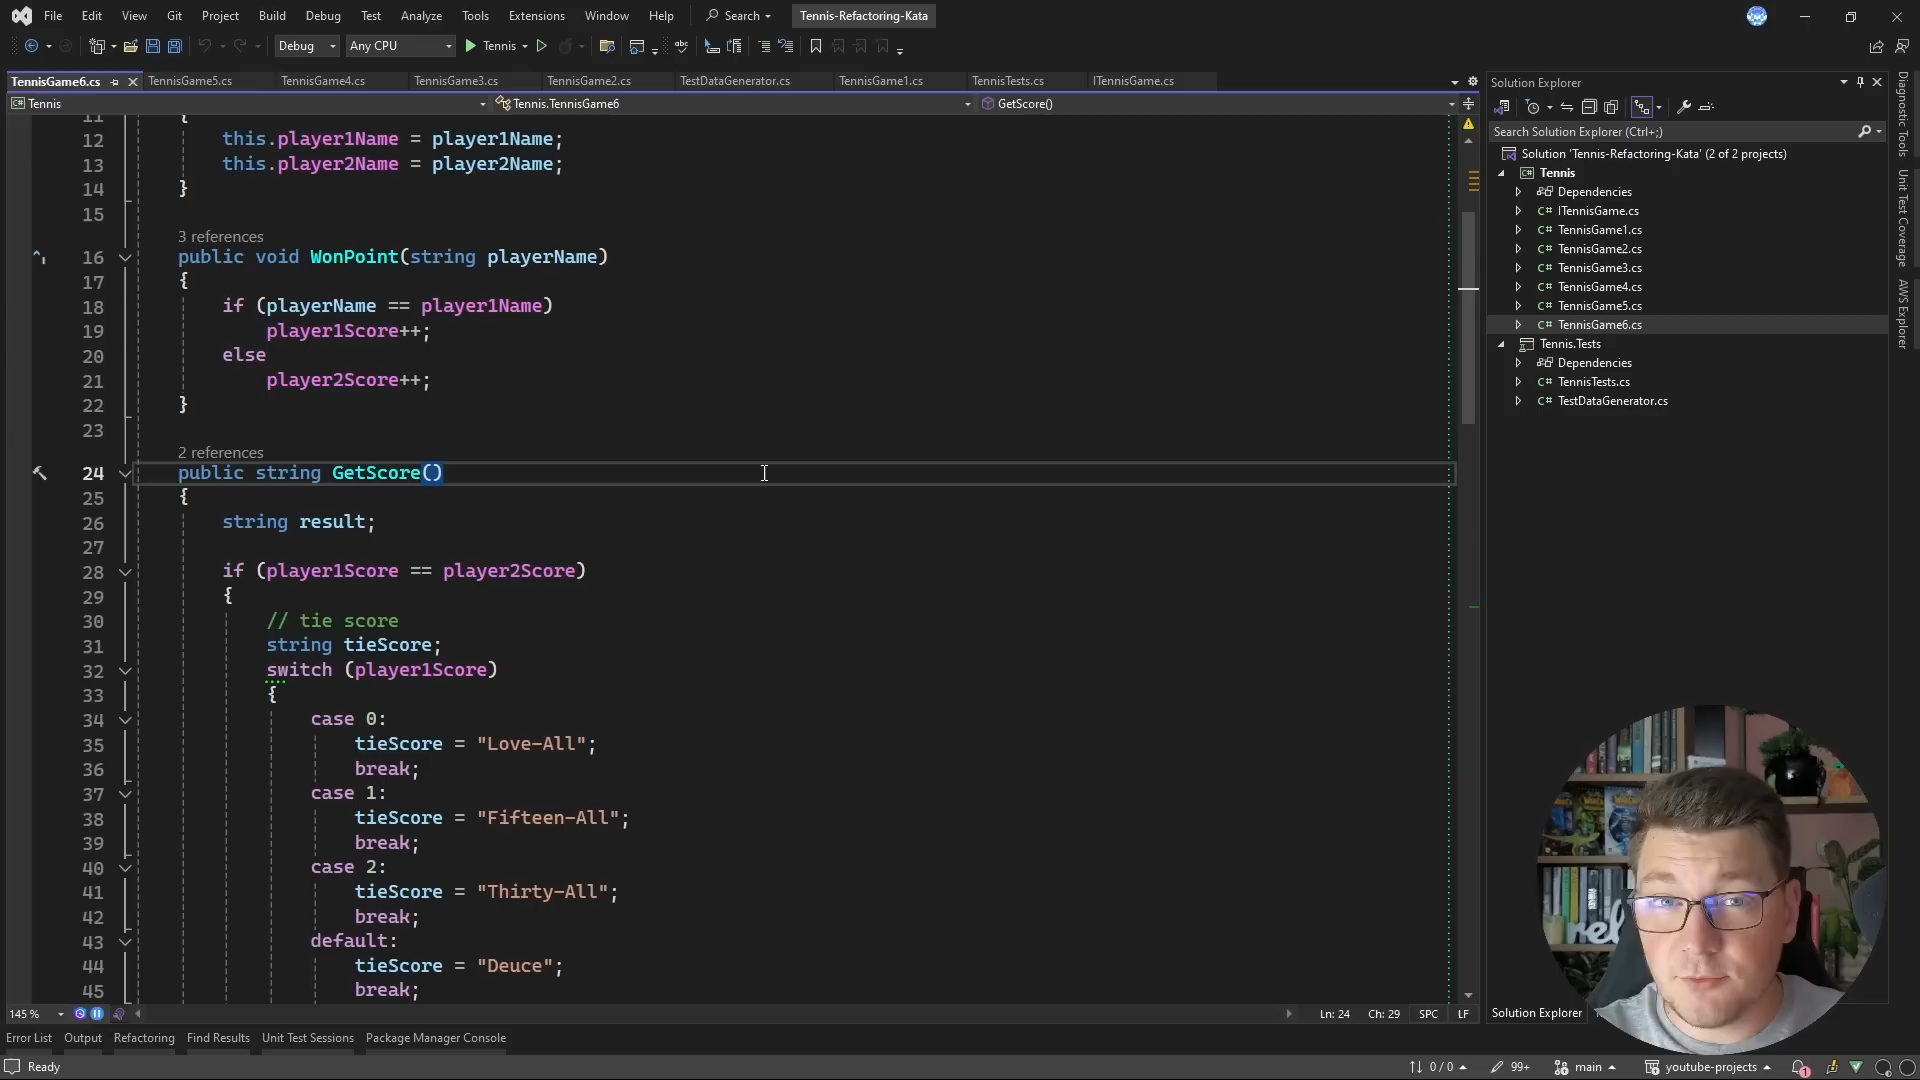 File Edit View Git Project Build Debug Test Analyze Tools Extensions Window Help Search Tennis-Refactoring-Kata
Debug Any CPU Tennis
TennisGame6.cs TennisGame5.cs TennisGame4.cs TennisGame3.cs TennisGame2.cs TestDataGenerator.cs TennisGame1.cs TennisTests.cs ITennisGame.cs
Tennis Tennis.TennisGame6 GetScore()
11 {
12 this.player1Name = player1Name;
13 this.player2Name = player2Name;
14 }
15
3 references
16 public void WonPoint(string playerName)
17 {
18 if (playerName == player1Name)
19 player1Score++;
20 else
21 player2Score++;
22 }
23
2 references
24 public string GetScore()
25 {
26 string result;
27
28 if (player1Score == player2Score)
29 {
30 // tie score
31 string tieScore;
32 switch (player1Score)
33 {
34 case 0:
35 tieScore = "Love-All";
36 break;
37 case 1:
38 tieScore = "Fifteen-All";
39 break;
40 case 2:
41 tieScore = "Thirty-All";
42 break;
43 default:
44 tieScore = "Deuce";
45 break;
145 % Ln: 24 Ch: 29 SPC LF
Solution Explorer
Search Solution Explorer (Ctrl+;)
Solution 'Tennis-Refactoring-Kata' (2 of 2 projects)
C# Tennis
Dependencies
C# ITennisGame.cs
C# TennisGame1.cs
C# TennisGame2.cs
C# TennisGame3.cs
C# TennisGame4.cs
C# TennisGame5.cs
C# TennisGame6.cs
Tennis.Tests
Dependencies
C# TennisTests.cs
C# TestDataGenerator.cs
Solution Explorer
Diagnostic Tools
Unit Test Coverage
AWS Explorer
Error List Output Refactoring Find Results Unit Test Sessions Package Manager Console
Ready 0 / 0 99+ main youtube-projects 1